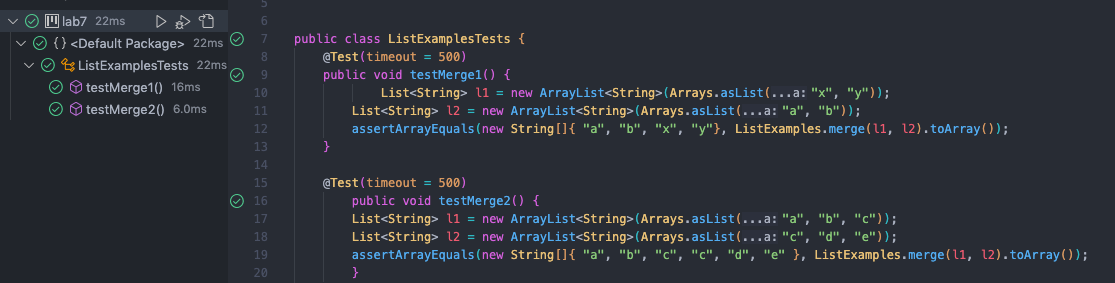 lab7 22ms
{} <Default Package> 22ms
ListExamplesTests 22ms
testMerge1() 16ms
testMerge2() 6.0ms
5
6
7 public class ListExamplesTests {
8 @Test(timeout = 500)
9 public void testMerge1() {
10 List<String> l1 = new ArrayList<String>(Arrays.asList(...a:"x", "y"));
11 List<String> l2 = new ArrayList<String>(Arrays.asList(...a:"a", "b"));
12 assertArrayEquals(new String[]{ "a", "b", "x", "y"}, ListExamples.merge(l1, l2).toArray());
13 }
14
15 @Test(timeout = 500)
16 public void testMerge2() {
17 List<String> l1 = new ArrayList<String>(Arrays.asList(...a:"a", "b", "c"));
18 List<String> l2 = new ArrayList<String>(Arrays.asList(...a:"c", "d", "e"));
19 assertArrayEquals(new String[]{ "a", "b", "c", "c", "d", "e" }, ListExamples.merge(l1, l2).toArray());
20 }